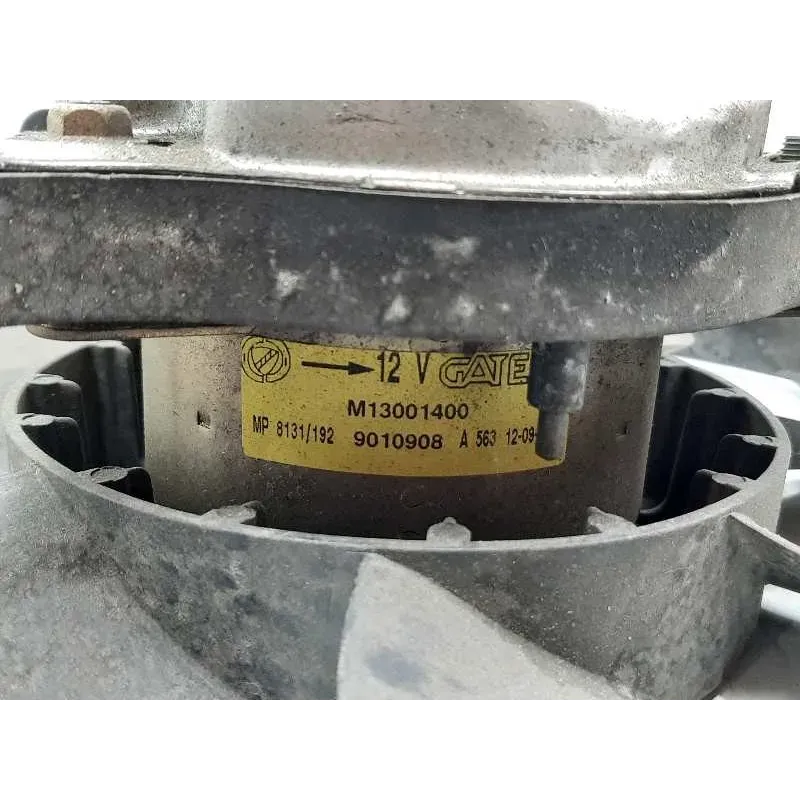 12 V GATE
M13001400
MP 8131/192 9010908 A 563 12-09